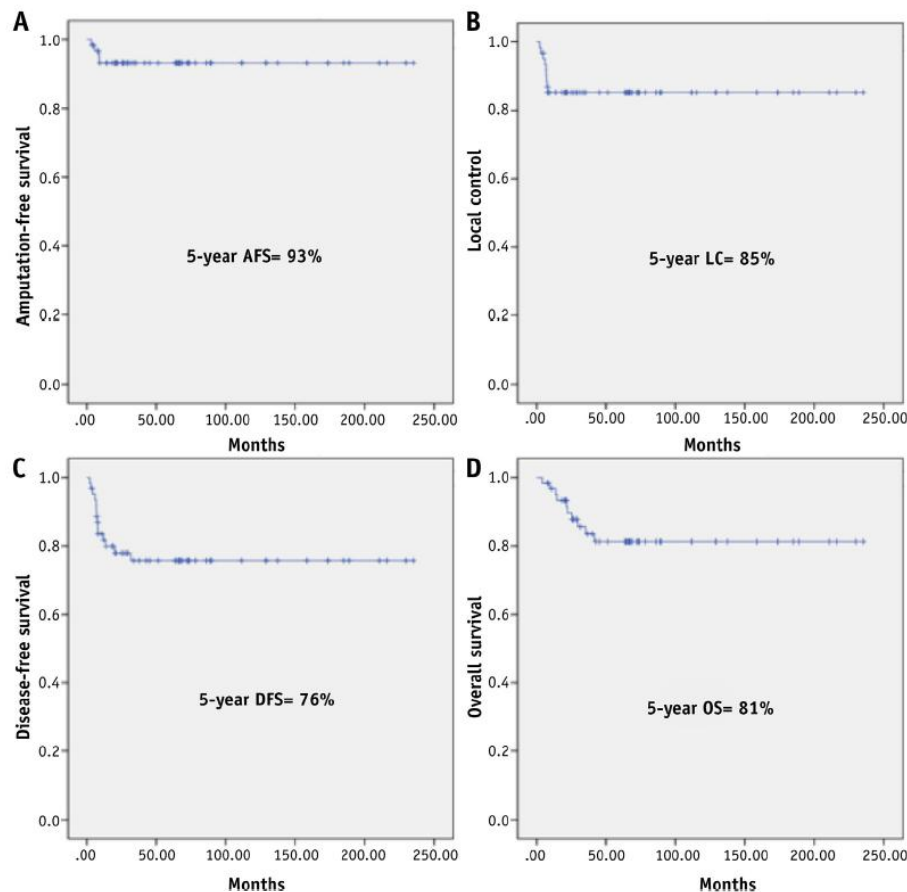 A
Amputation-free survival
1.0
0.8
0.6
0.4
0.2
0.0
5-year AFS= 93%
.00 50.00 100.00 150.00 200.00 250.00
Months
B
Local control
1.0
0.8
0.6
0.4
0.2
0.0
5-year LC= 85%
.00 50.00 100.00 150.00 200.00 250.00
Months
C
Disease-free survival
1.0
0.8
0.6
0.4
0.2
0.0
5-year DFS= 76%
.00 50.00 100.00 150.00 200.00 250.00
Months
D
Overall survival
1.0
0.8
0.6
0.4
0.2
0.0
5-year OS= 81%
.00 50.00 100.00 150.00 200.00 250.00
Months